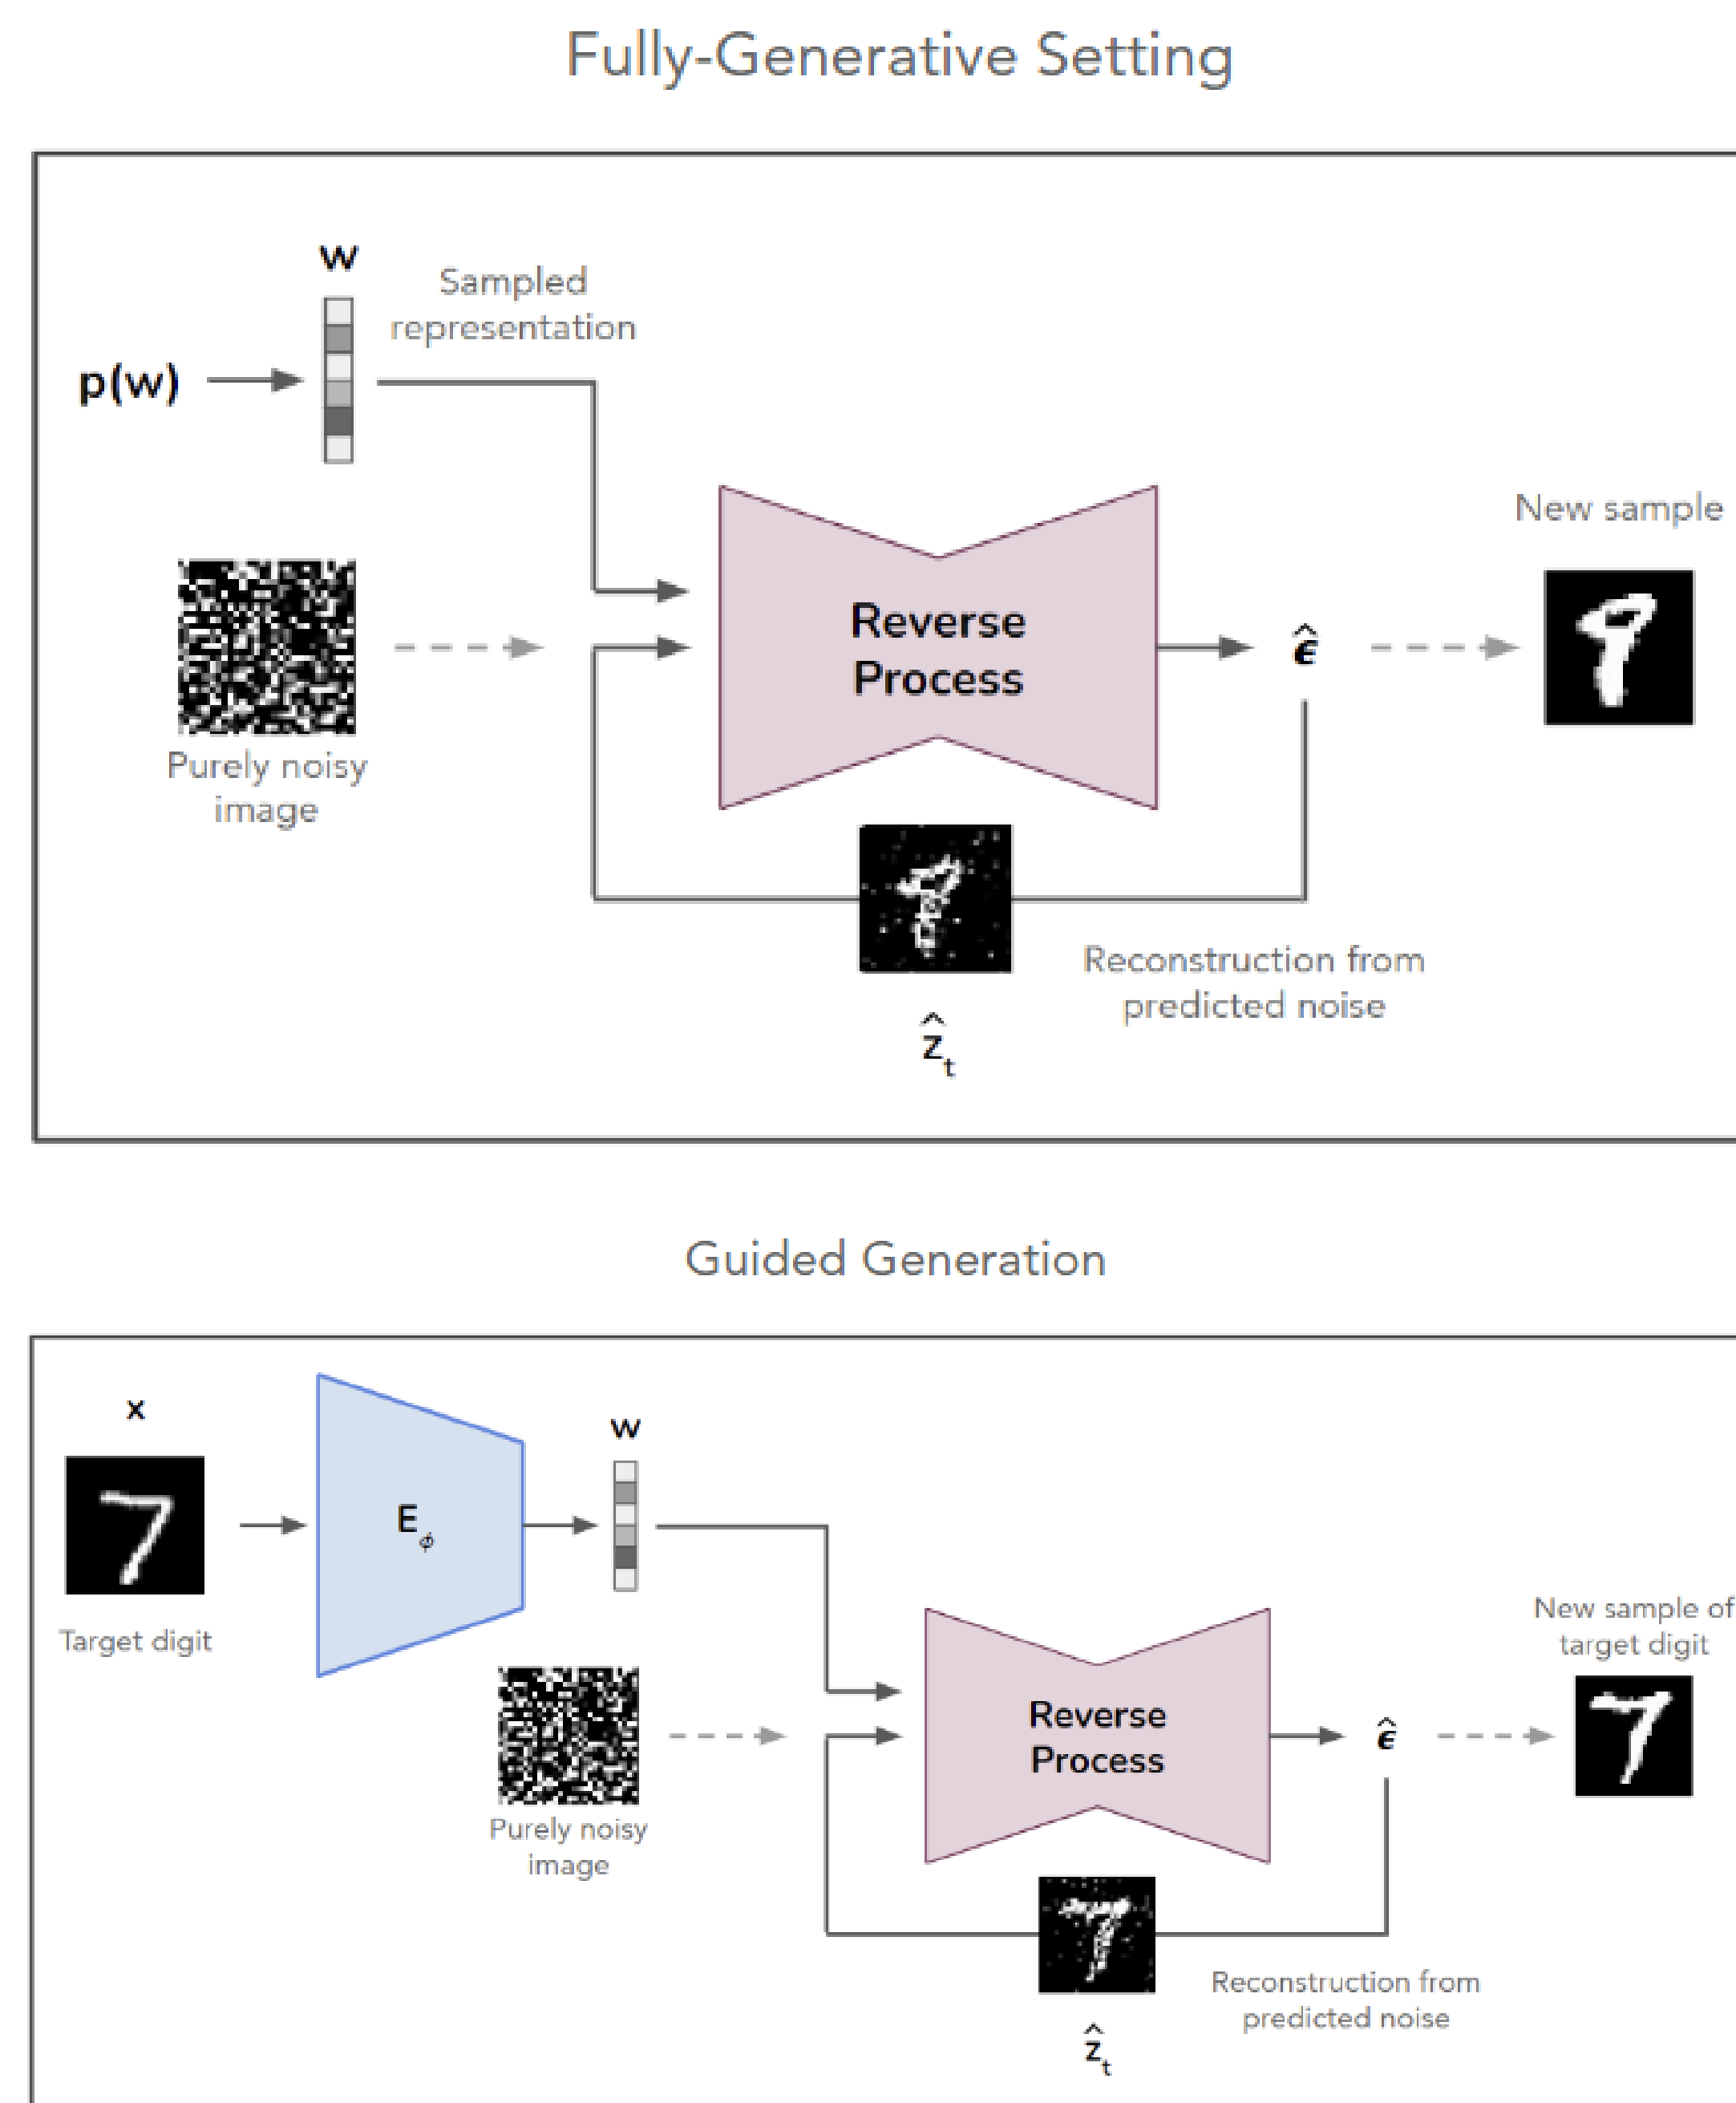 Fully-Generative Setting
w
Sampled
representation
p(w)
New sample
Reverse
Process
ε̂
Purely noisy
image
Reconstruction from
predicted noise
ẑt
Guided Generation
x
w
Eϕ
Target digit
New sample of
target digit
Reverse
Process
ε̂
Purely noisy
image
Reconstruction from
predicted noise
ẑt